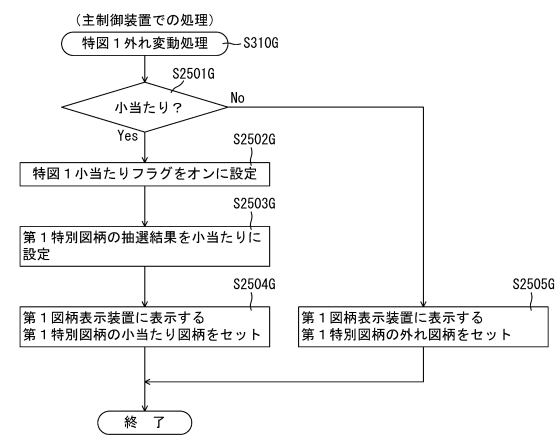 （主制御装置での処理）
特図１外れ変動処理
S310G
S2501G
小当たり？
No
Yes
S2502G
特図１小当たりフラグをオンに設定
S2503G
第１特別図柄の抽選結果を小当たりに
設定
S2504G
第１図柄表示装置に表示する
第１特別図柄の小当たり図柄をセット
S2505G
第１図柄表示装置に表示する
第１特別図柄の外れ図柄をセット
終　了